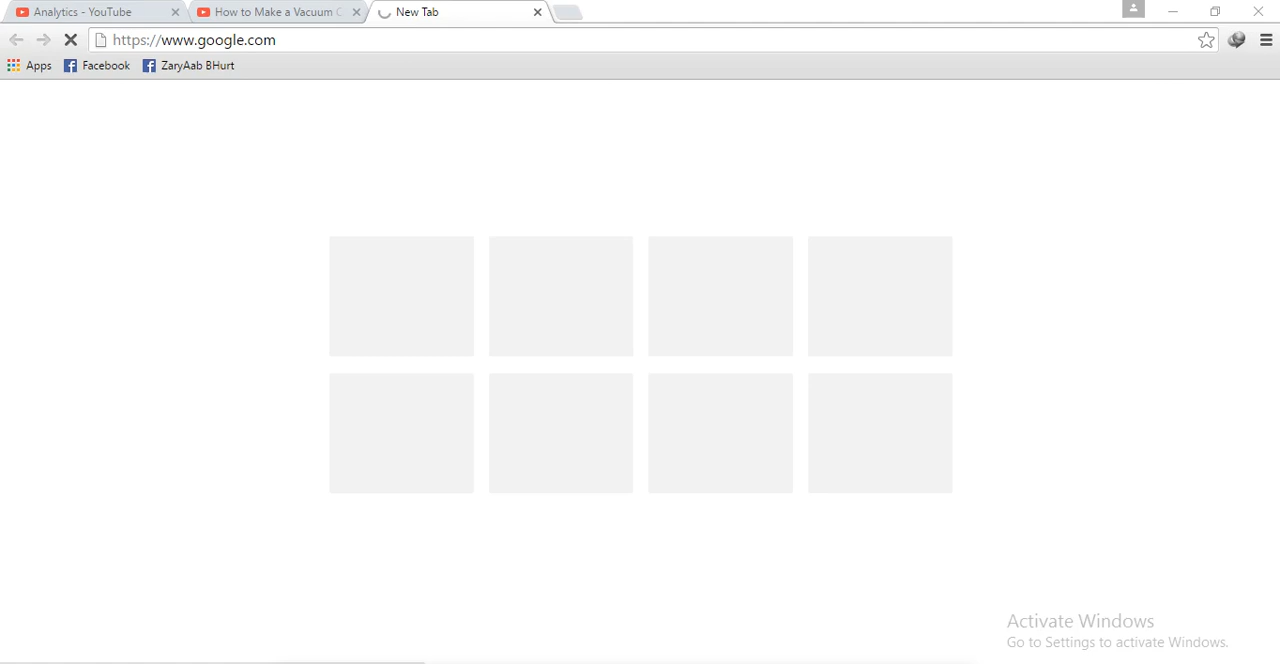 Analytics - YouTube
How to Make a Vacuum C
New Tab
https://www.google.com
Apps
Facebook
ZaryAab BHurt
Activate Windows
Go to Settings to activate Windows.